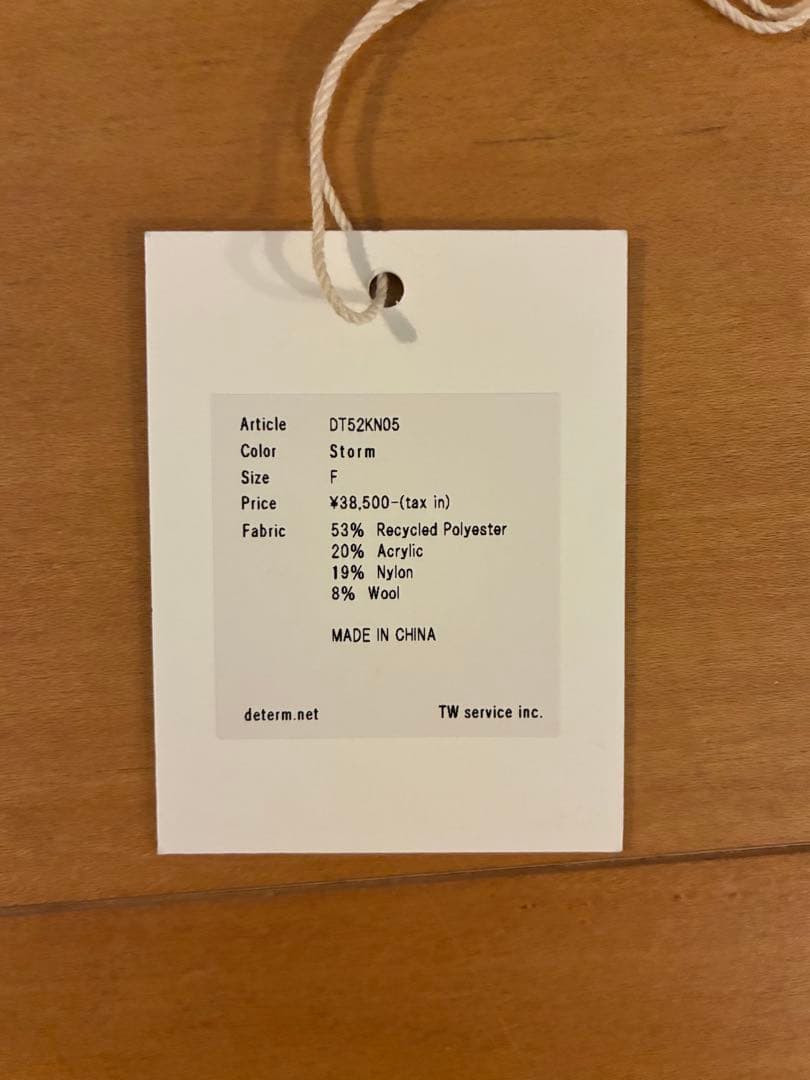 Article DT52KN05
Color Storm
Size F
Price ¥38,500-(tax in)
Fabric 53% Recycled Polyester
20% Acrylic
19% Nylon
8% Wool
MADE IN CHINA
determ.net TW service inc.